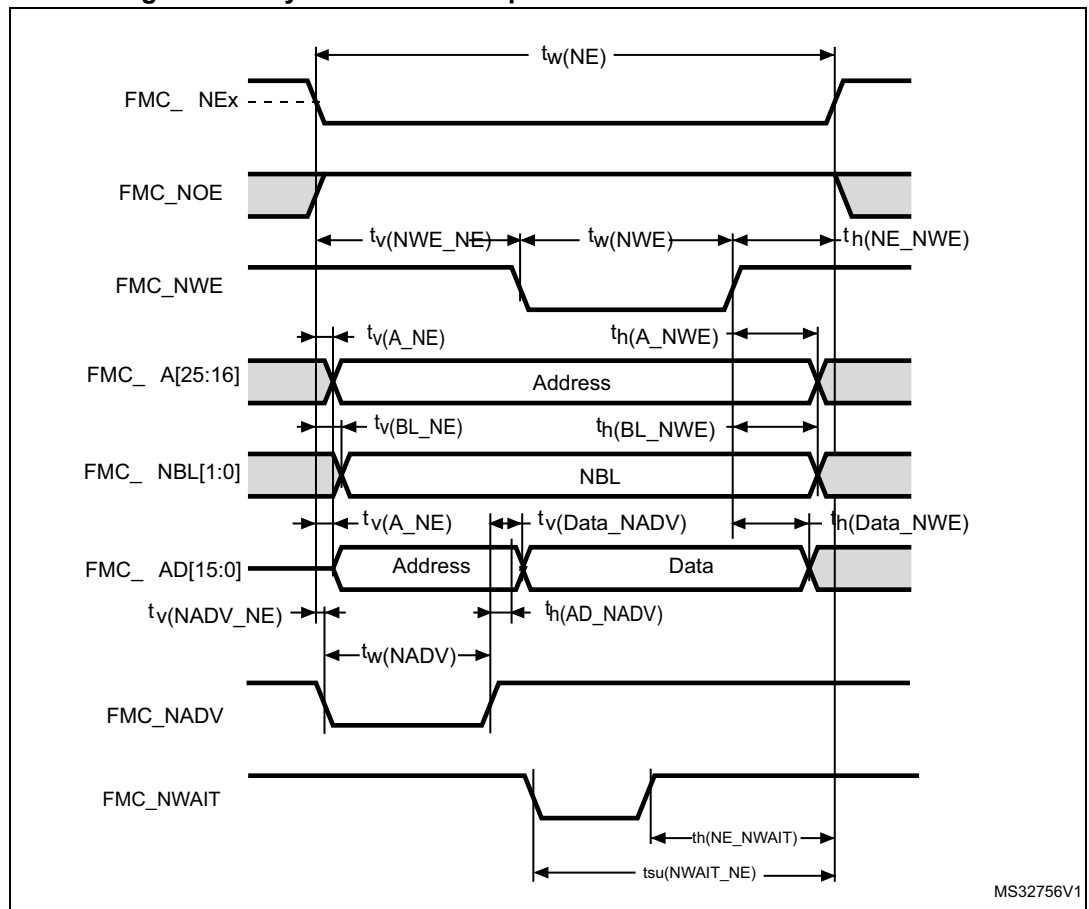 tw(NE)
FMC_ NEx
FMC_NOE
tv(NWE_NE) tw(NWE) th(NE_NWE)
FMC_NWE
tv(A_NE) th(A_NWE)
FMC_ A[25:16] Address
tv(BL_NE) th(BL_NWE)
FMC_ NBL[1:0] NBL
tv(A_NE) tv(Data_NADV) th(Data_NWE)
FMC_ AD[15:0] Address Data
tv(NADV_NE) th(AD_NADV)
tw(NADV)
FMC_NADV
FMC_NWAIT
th(NE_NWAIT)
tsu(NWAIT_NE)
MS32756V1